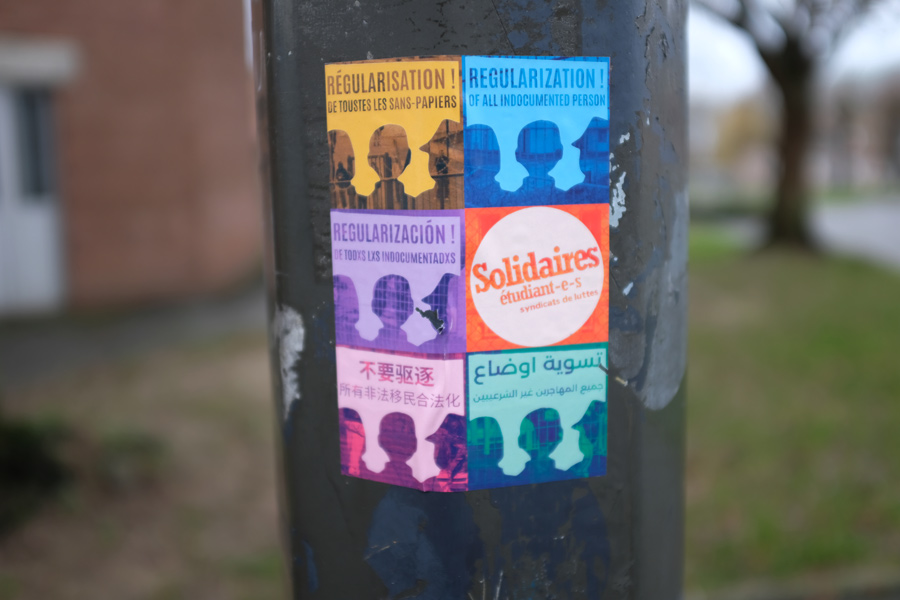 RÉGULARISATION !
DE TOUSTES LES SANS-PAPIERS
REGULARIZATION !
OF ALL INDOCUMENTED PERSON
REGULARIZACIÓN !
DE TODXS LXS INDOCUMENTADXS
Solidaires
étudiant-e-s
syndicats de luttes
不要驱逐
所有非法移民合法化
تسوية اوضاع
جميع المهاجرين غير الشرعيين